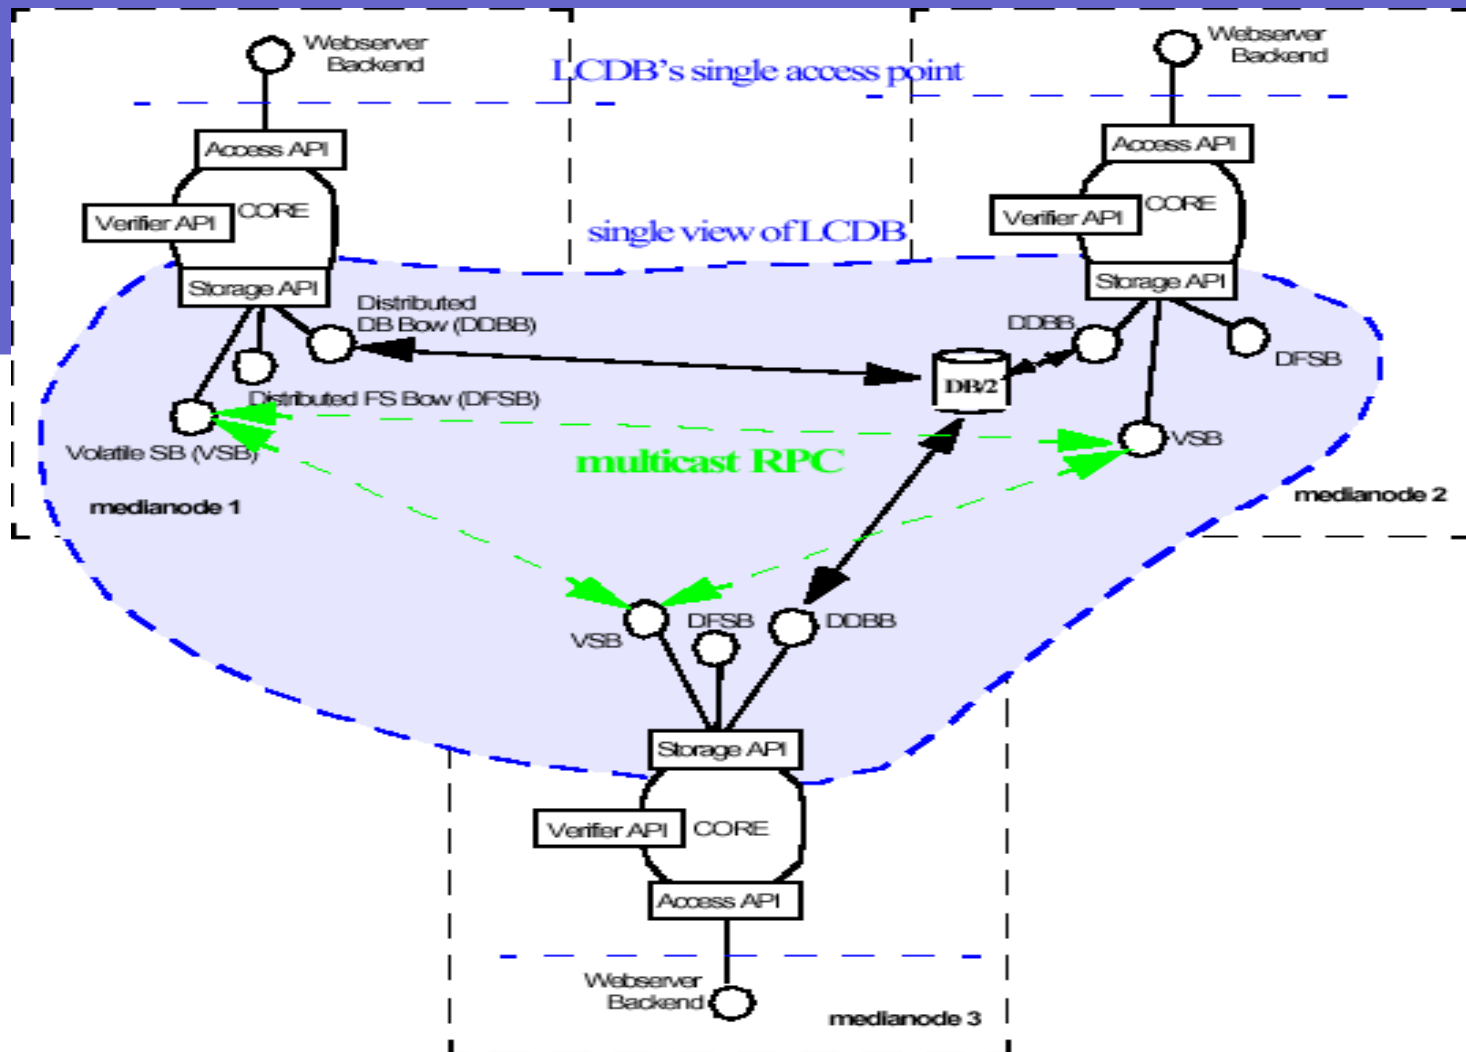 Webserver
Backend
LCDB's single access point
Webserver
Backend
Access API
Access API
Verifier API
CORE
Verifier API
CORE
single view of LCDB
Storage API
Storage API
Distributed
DB Bow (DDBB)
DDBB
DFSB
DB/2
Distributed FS Bow (DFSB)
Volatile SB (VSB)
multicast RPC
VSB
medianode 1
medianode 2
VSB
DFSB
DDBB
Storage API
Verifier API
CORE
Access API
Webserver
Backend
medianode 3